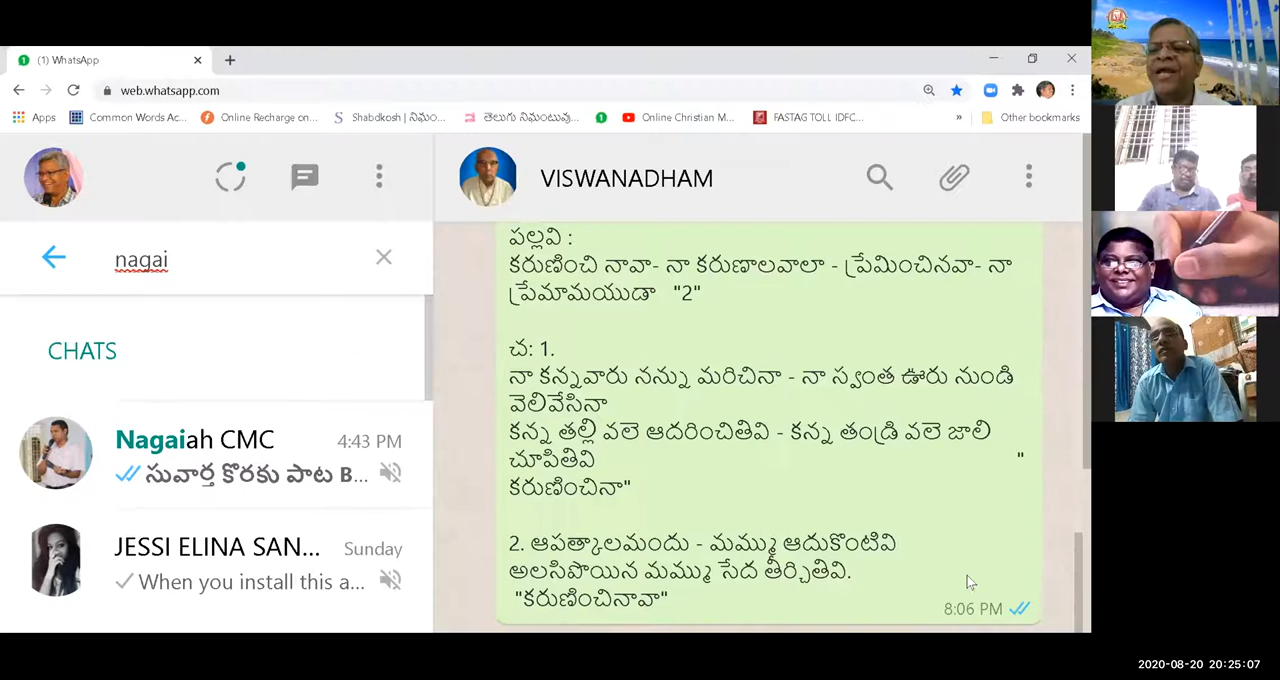 (1) WhatsApp
web.whatsapp.com
Apps
Common Words Ac...
Online Recharge on...
Shabdkosh | నిఘం...
తెలుగు నిఘంటువు...
Online Christian M...
FASTAG TOLL IDFC...
»
Other bookmarks
VISWANADHAM
nagai
CHATS
Nagaiah CMC
4:43 PM
సువార్త కొరకు పాట B...
JESSI ELINA SAN...
Sunday
When you install this a...
పల్లవి :
కరుణించి నావా- నా కరుణాలవాలా - ప్రేమించినవా- నా
ప్రేమామయుడా "2"
చ: 1.
నా కన్నవారు నన్ను మరిచినా - నా స్వంత ఊరు నుండి
వెలివేసినా
కన్న తల్లి వలె ఆదరించితివి - కన్న తండ్రి వలె జాలి
చూపితివి "
కరుణించినా"
2. ఆపత్కాలమందు - మమ్ము ఆదుకొంటివి
అలసిపొయిన మమ్ము సేద తీర్చితివి.
"కరుణించినావా"
8:06 PM
2020-08-20 20:25:07